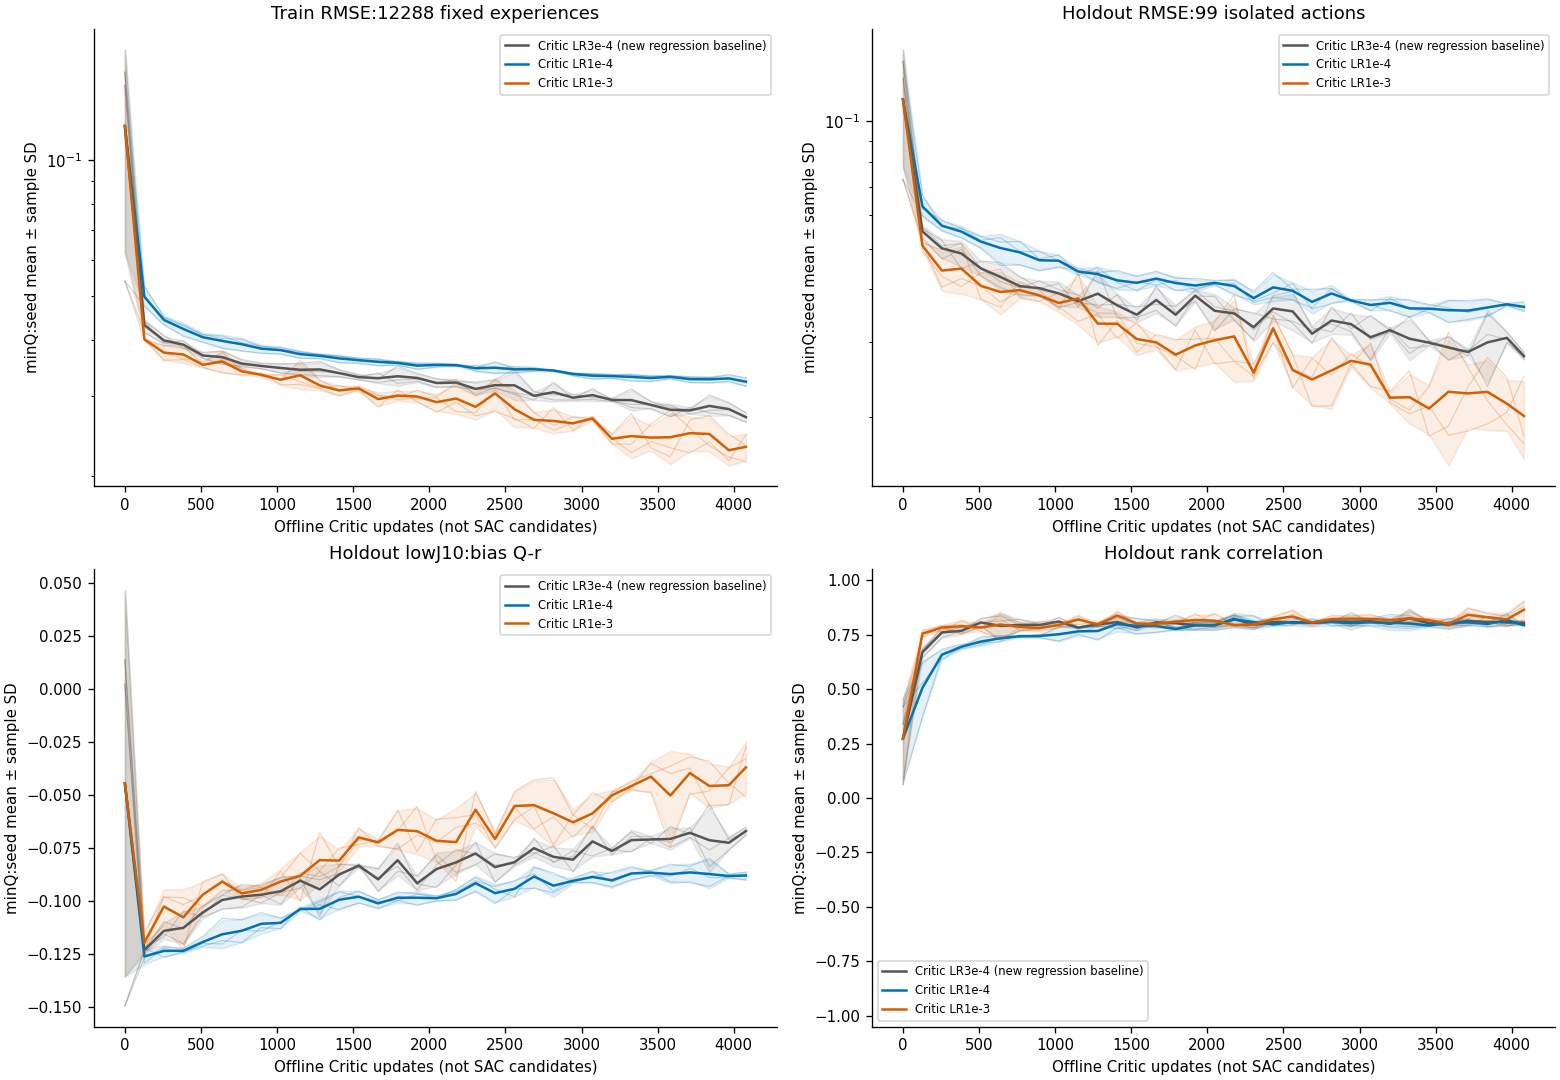 Train RMSE:12288 fixed experiences
minQ:seed mean ± sample SD
10⁻¹
Critic LR3e-4 (new regression baseline)
Critic LR1e-4
Critic LR1e-3
0 500 1000 1500 2000 2500 3000 3500 4000
Offline Critic updates (not SAC candidates)
Holdout RMSE:99 isolated actions
minQ:seed mean ± sample SD
10⁻¹
Critic LR3e-4 (new regression baseline)
Critic LR1e-4
Critic LR1e-3
0 500 1000 1500 2000 2500 3000 3500 4000
Offline Critic updates (not SAC candidates)
Holdout lowJ10:bias Q-r
minQ:seed mean ± sample SD
0.050
0.025
0.000
−0.025
−0.050
−0.075
−0.100
−0.125
−0.150
Critic LR3e-4 (new regression baseline)
Critic LR1e-4
Critic LR1e-3
0 500 1000 1500 2000 2500 3000 3500 4000
Offline Critic updates (not SAC candidates)
Holdout rank correlation
minQ:seed mean ± sample SD
1.00
0.75
0.50
0.25
0.00
−0.25
−0.50
−0.75
−1.00
Critic LR3e-4 (new regression baseline)
Critic LR1e-4
Critic LR1e-3
0 500 1000 1500 2000 2500 3000 3500 4000
Offline Critic updates (not SAC candidates)